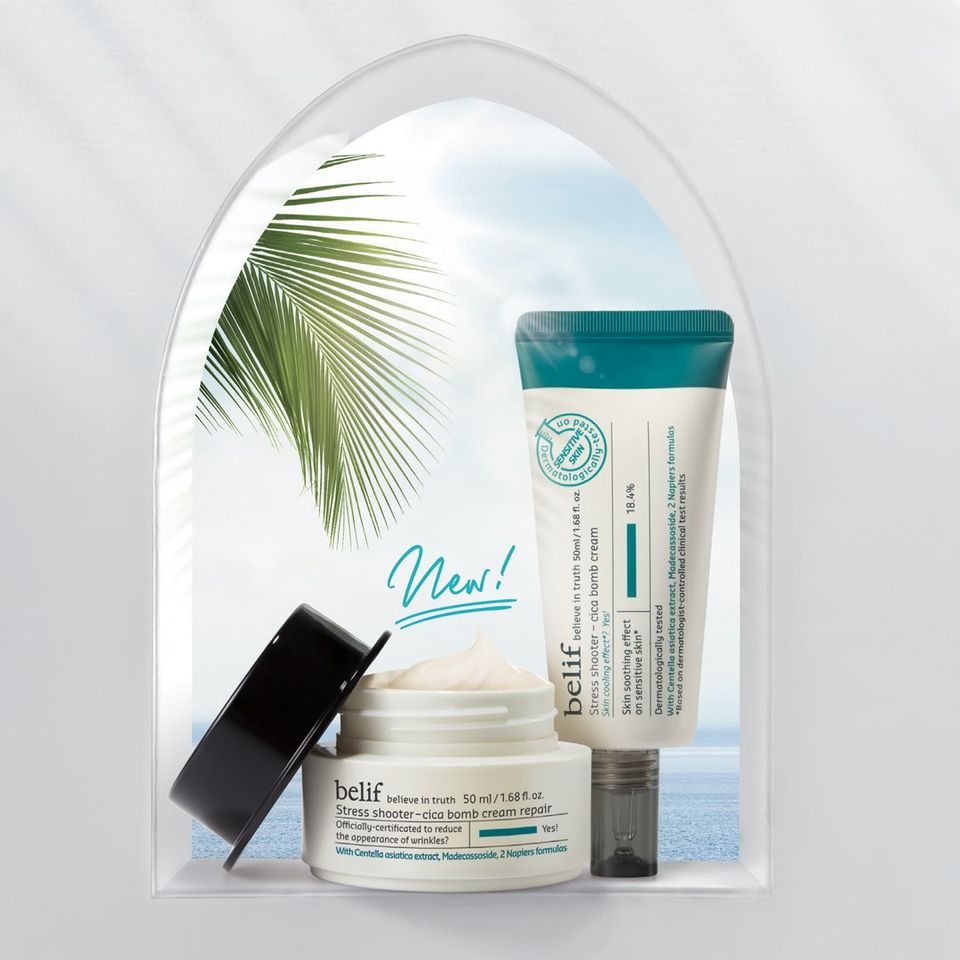 New!
belif believe in truth 50 ml / 1.68 fl. oz.
Stress shooter-cica bomb cream repair
Officially-certificated to reduce
the appearance of wrinkles?
Yes!
With Centella asiatica extract, Madecassoside, 2 Napiers formulas
Dermatologically-tested on
SENSITIVE
SKIN
belif believe in truth 50ml / 1.68 fl. oz.
Stress shooter - cica bomb cream
Skin cooling effect*? Yes!
Skin soothing effect
on sensitive skin*
18.4%
Dermatologically tested
With Centella asiatica extract, Madecassoside, 2 Napiers formulas
*Based on dermatologist-controlled clinical test results